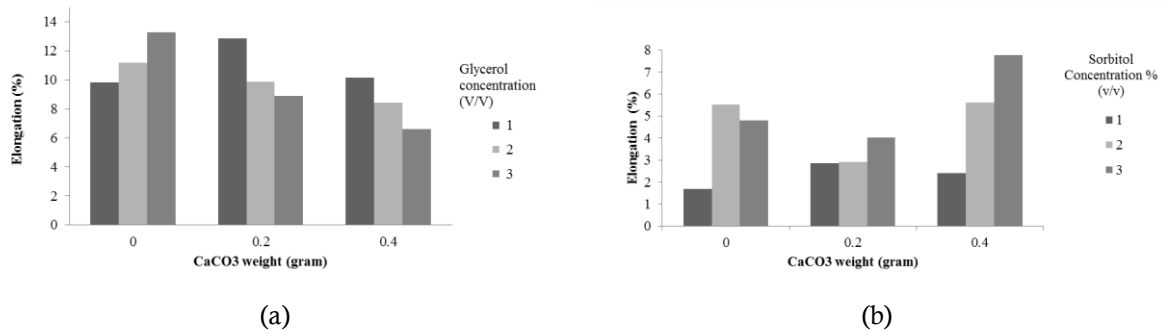 14
12
10
8
6
4
2
0
Elongation (%)
0
0.2
0.4
CaCO3 weight (gram)
Glycerol
concentration
(V/V)
1
2
3
(a)
8
7
6
5
4
3
2
1
0
Elongation (%)
0
0.2
0.4
CaCO3 weight (gram)
Sorbitol
Concentration %
(v/v)
1
2
3
(b)